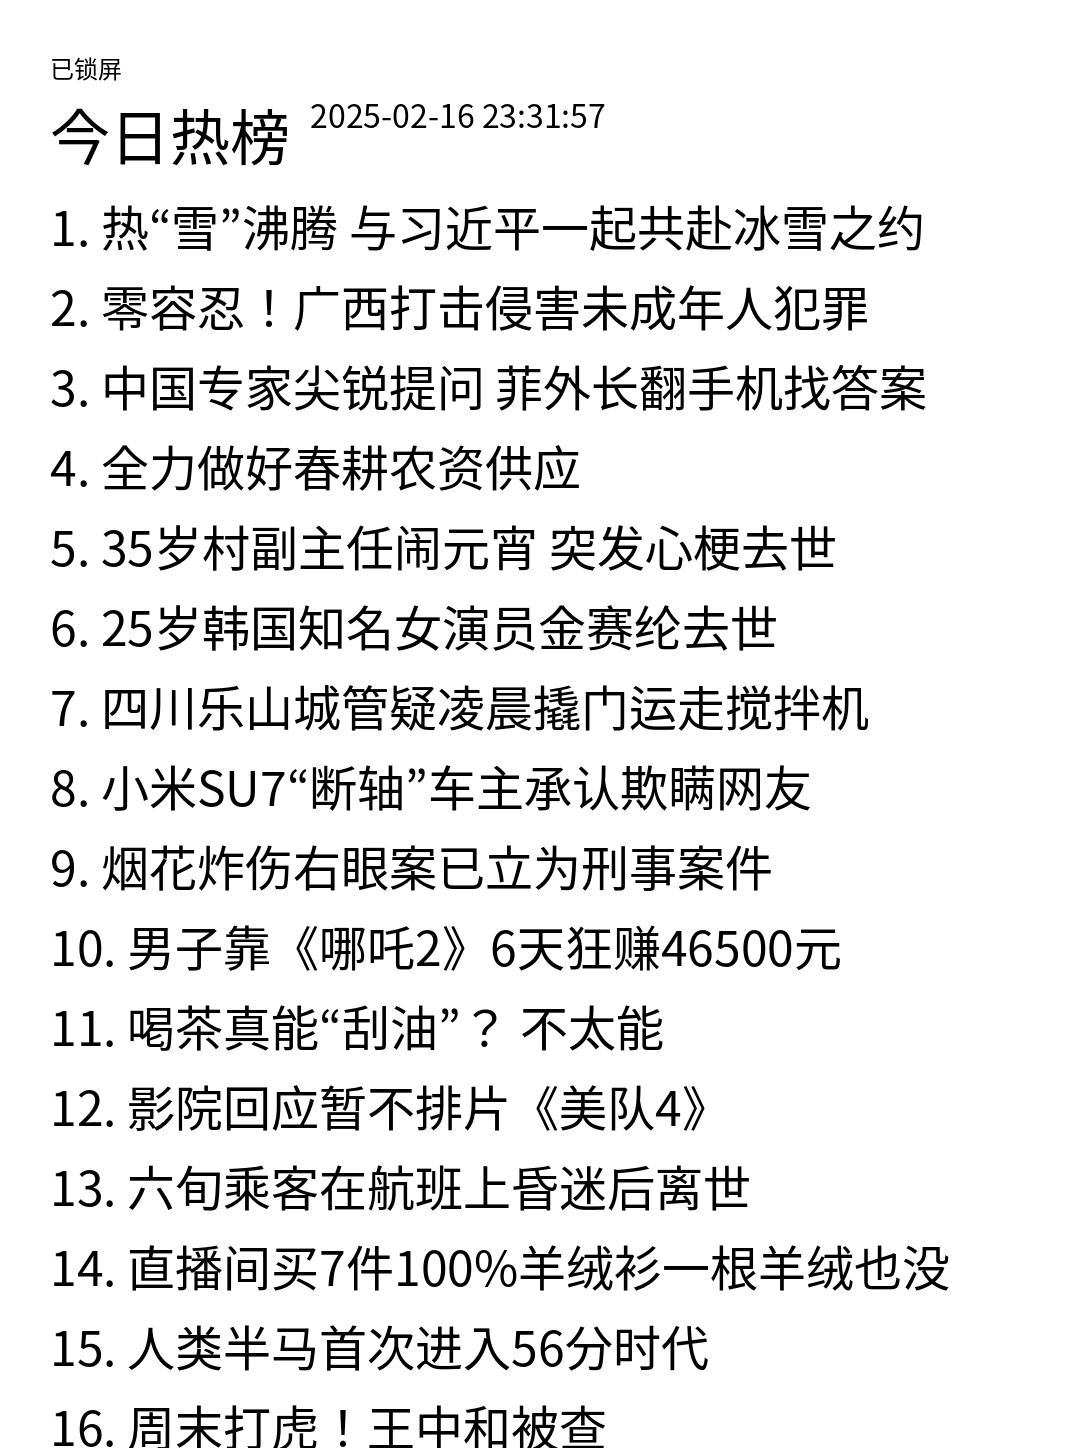 已锁屏
今日热榜 2025-02-16 23:31:57
1. 热“雪”沸腾 与习近平一起共赴冰雪之约
2. 零容忍！广西打击侵害未成年人犯罪
3. 中国专家尖锐提问 菲外长翻手机找答案
4. 全力做好春耕农资供应
5. 35岁村副主任闹元宵 突发心梗去世
6. 25岁韩国知名女演员金赛纶去世
7. 四川乐山城管疑凌晨撬门运走搅拌机
8. 小米SU7“断轴”车主承认欺瞒网友
9. 烟花炸伤右眼案已立为刑事案件
10. 男子靠《哪吒2》6天狂赚46500元
11. 喝茶真能“刮油”？ 不太能
12. 影院回应暂不排片《美队4》
13. 六旬乘客在航班上昏迷后离世
14. 直播间买7件100%羊绒衫一根羊绒也没
15. 人类半马首次进入56分时代
16. 周末打虎！王中和被查